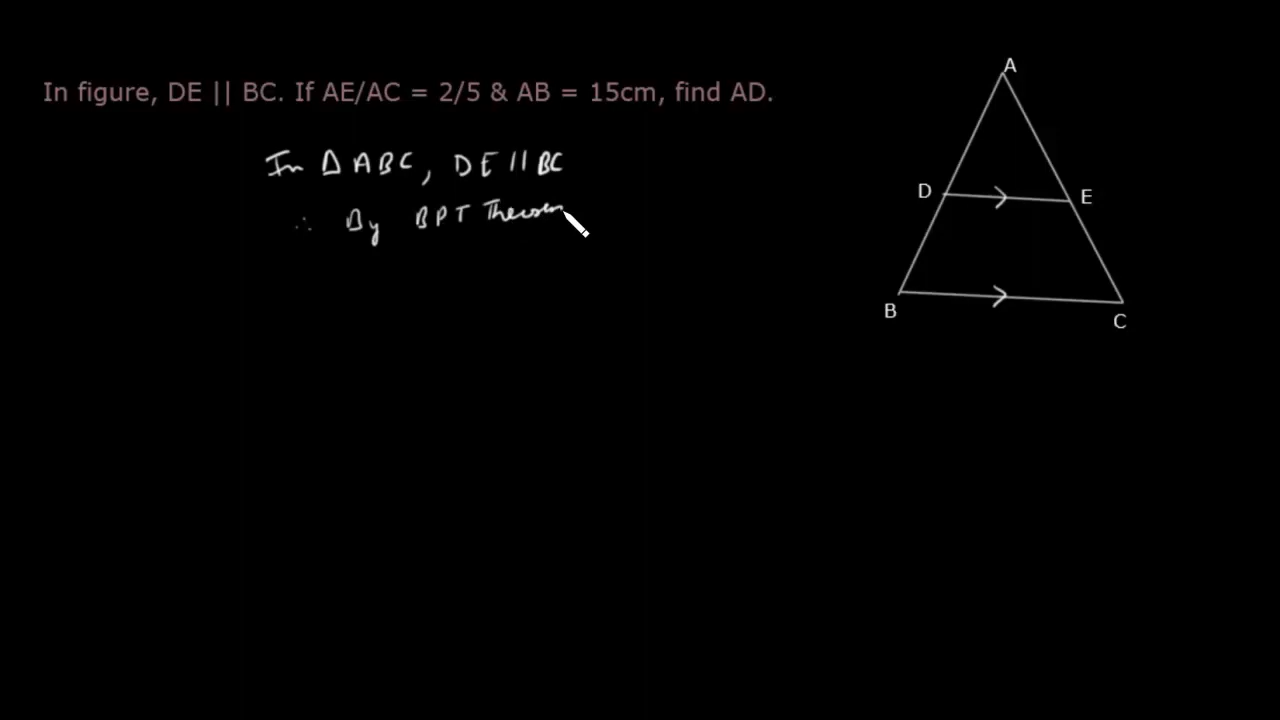 In figure, DE || BC. If AE/AC = 2/5 & AB = 15cm, find AD.
In Δ ABC, DE || BC
∴ By BPT Theorem
A
D
E
B
C